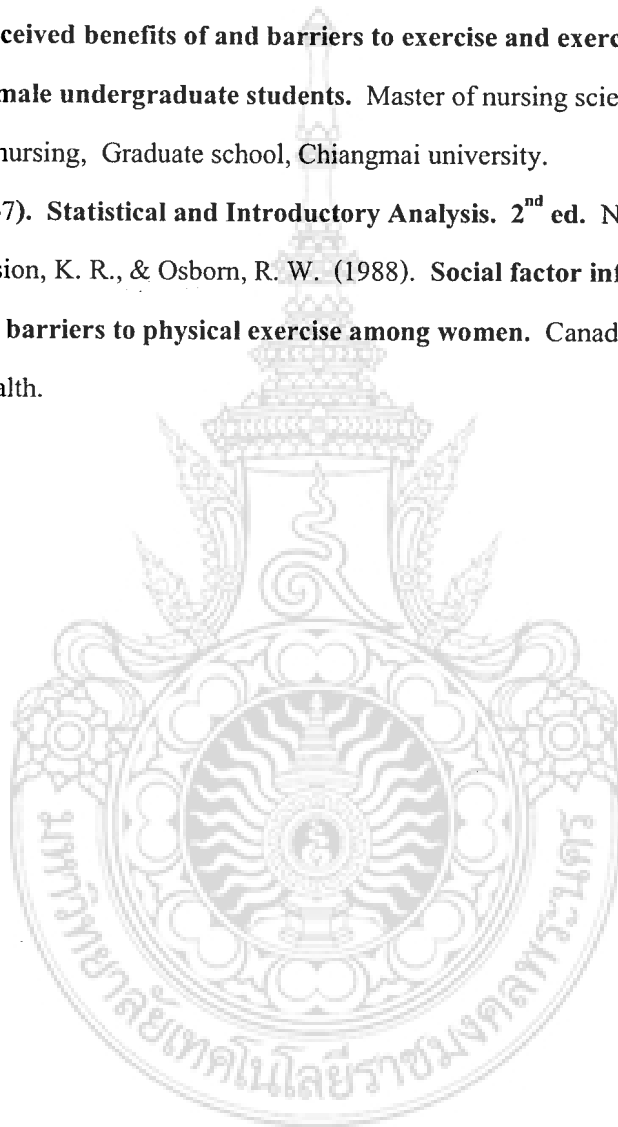 ceived benefits of and barriers to exercise and exerc
male undergraduate students. Master of nursing scie
nursing, Graduate school, Chiangmai university.
7). Statistical and Introductory Analysis. 2nd ed. N
sion, K. R., & Osborn, R. W. (1988). Social factor inf
barriers to physical exercise among women. Canad
alth.
มหาวิทยาลัยเทคโนโลยีราชมงคลพระนคร